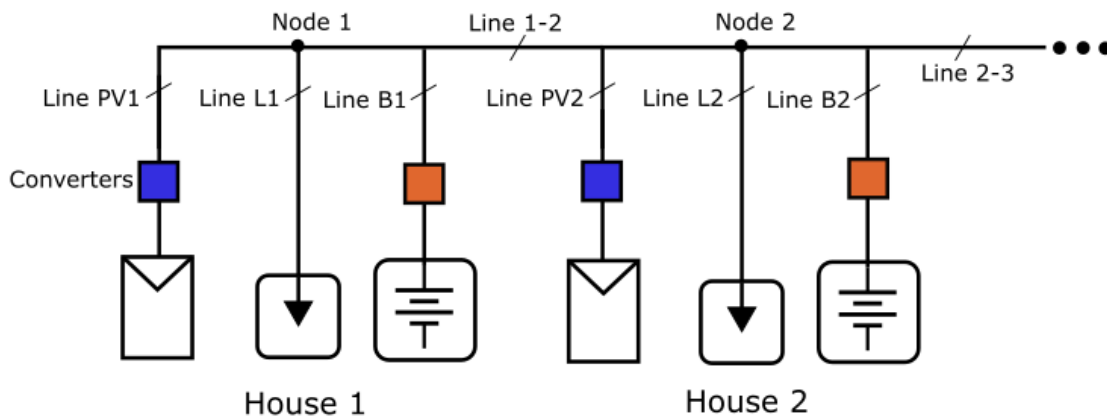 Node 1
Line 1-2
Node 2
Line 2-3
Line PV1
Line L1
Line B1
Line PV2
Line L2
Line B2
Converters
House 1
House 2